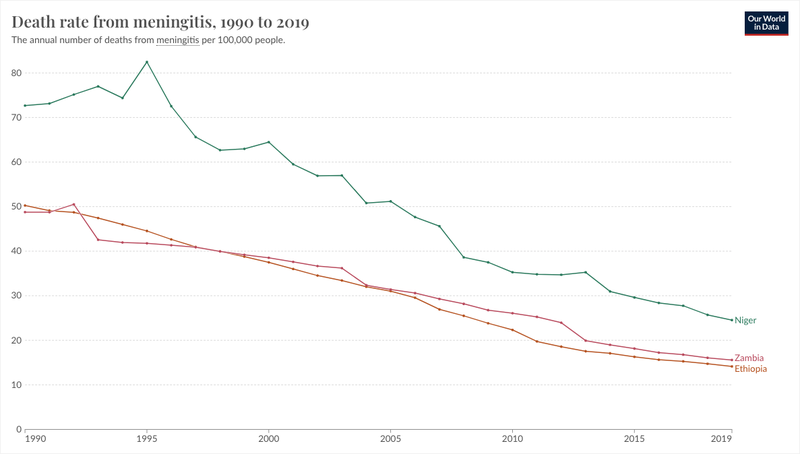 Death rate from meningitis, 1990 to 2019
The annual number of deaths from meningitis per 100,000 people.
Our World
in Data
80
70
60
50
40
30
20
10
0
Niger
Zambia
Ethiopia
1990
1995
2000
2005
2010
2015
2019